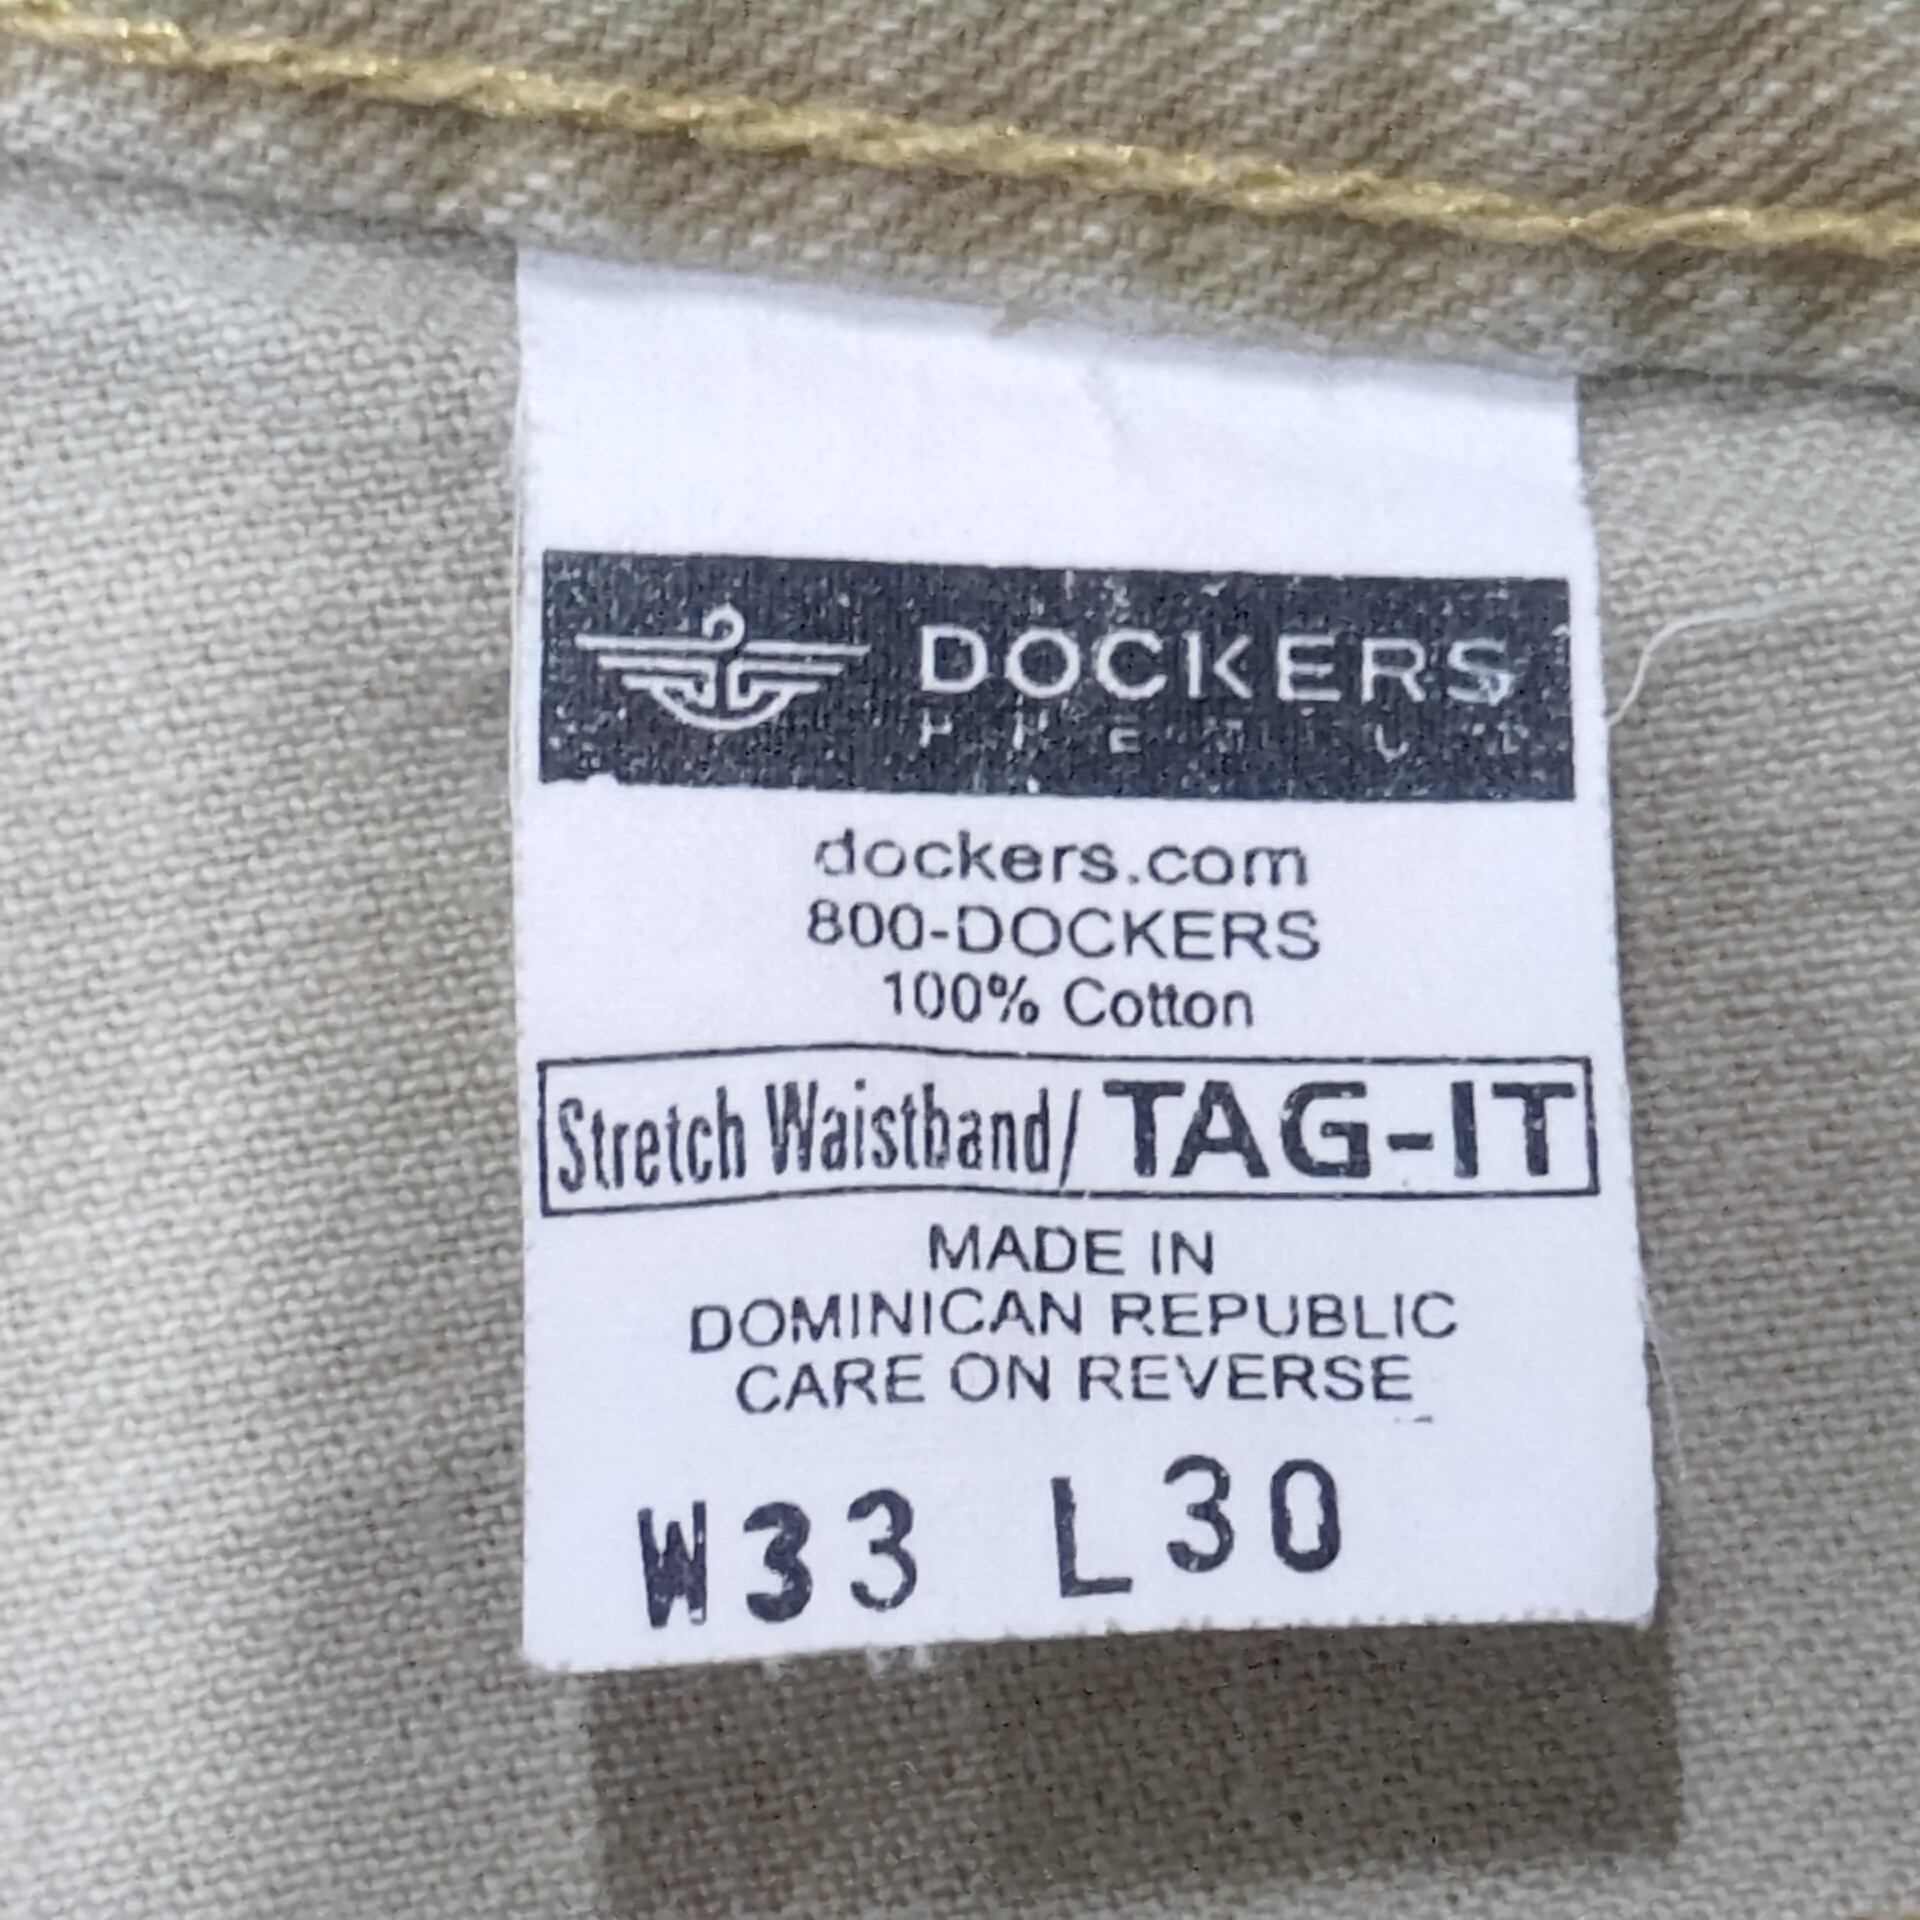 DOCKERS
dockers.com
800-DOCKERS
100% Cotton
Stretch Waistband/ TAG-IT
MADE IN
DOMINICAN REPUBLIC
CARE ON REVERSE
W33 L30